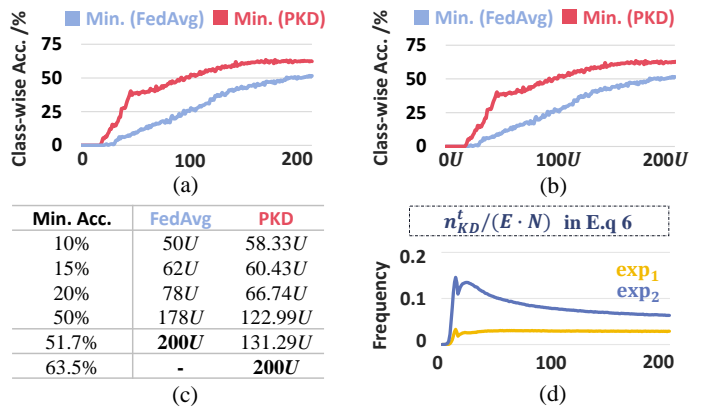 Min. (FedAvg) Min. (PKD)
Class-wise Acc. /%
75
50
25
0
0 100 200
(a)
Min. (FedAvg) Min. (PKD)
Class-wise Acc. /%
75
50
25
0
0U 100U 200U
(b)
Min. Acc. FedAvg PKD
10% 50U 58.33U
15% 62U 60.43U
20% 78U 66.74U
50% 178U 122.99U
51.7% 200U 131.29U
63.5% - 200U
(c)
n^t_KD/(E · N) in E.q 6
Frequency
0.2
0.1
0
exp₁
exp₂
0 100 200
(d)